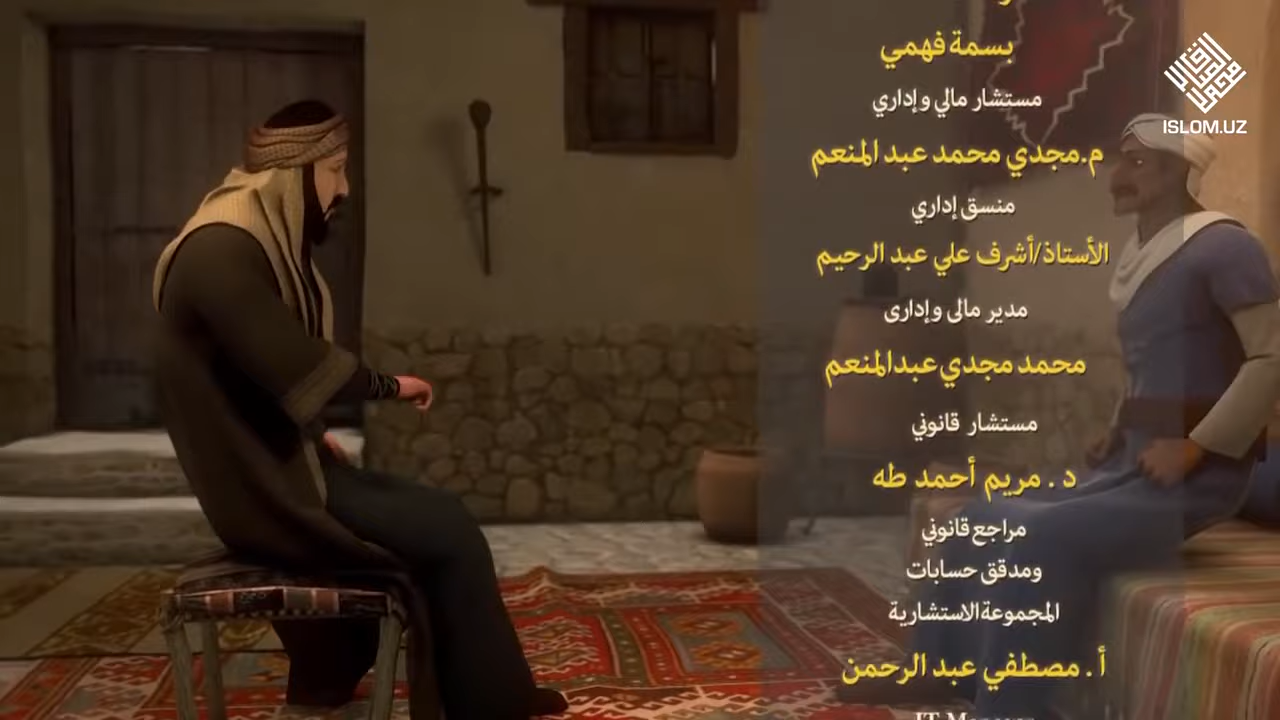 بسمة فهمي
مستشار مالي وإداري
م.مجدي محمد عبد المنعم
منسق إداري
الأستاذ/أشرف علي عبد الرحيم
مدير مالى وإدارى
محمد مجدي عبدالمنعم
مستشار قانوني
د . مريم أحمد طه
مراجع قانوني
ومدقق حسابات
المجموعة الاستشارية
أ . مصطفي عبد الرحمن
IT Manager
ISLOM.UZ